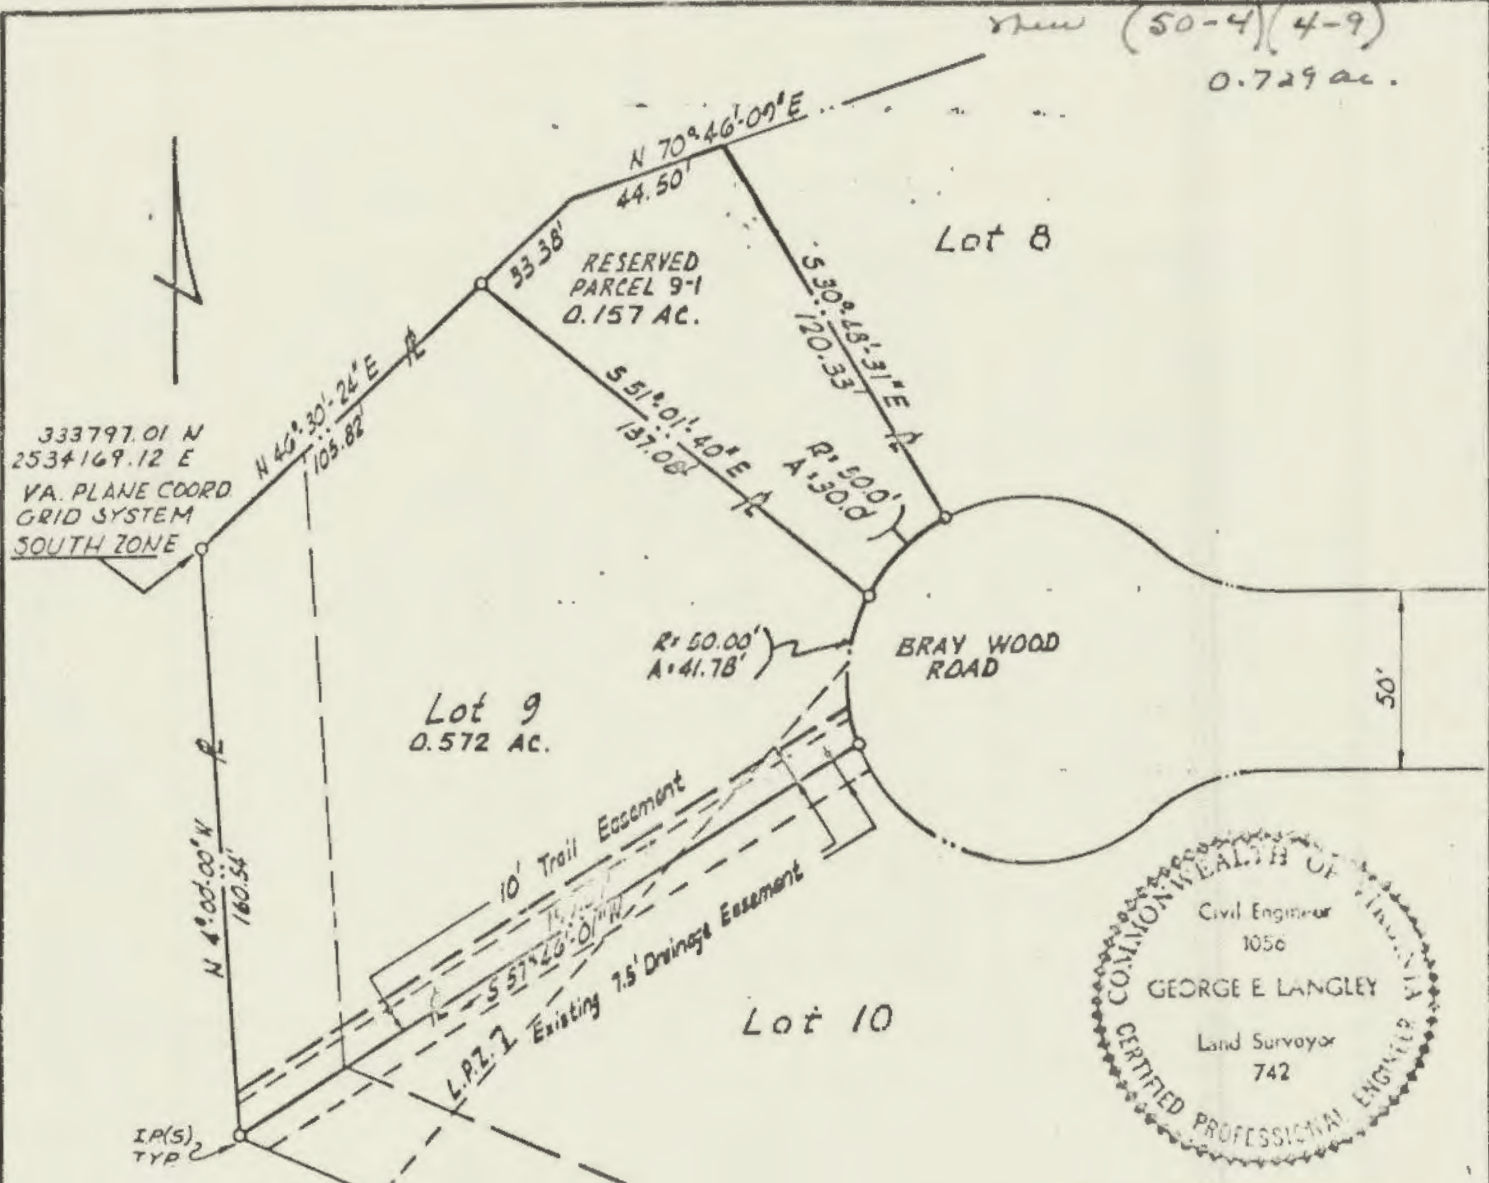 (50-4)(4-9)
0.729 ac.
N 70°-46'-09" E
44.50'
33.38'
RESERVED
PARCEL 9-1
0.157 AC.
Lot 8
S 30°-48'-31" E
120.33'
N 46°-30'-24" E
105.82'
S 51°-01'-40" E
137.08'
R= 50.0'
A=30.0'
333797.01 N
2534169.12 E
VA. PLANE COORD.
GRID SYSTEM
SOUTH ZONE
R= 50.00'
A=41.78'
BRAY WOOD
ROAD
50'
Lot 9
0.572 AC.
N 4°-00'-00" W
160.54'
10' Trail Easement
S 57°-46'-01" W
Existing 7.5' Drainage Easement
L.P.Z.
Lot 10
I.P.(S)
TYP.
COMMONWEALTH OF VIRGINIA
Civil Engineer
1056
GEORGE E. LANGLEY
Land Surveyor
742
CERTIFIED PROFESSIONAL ENGINEER